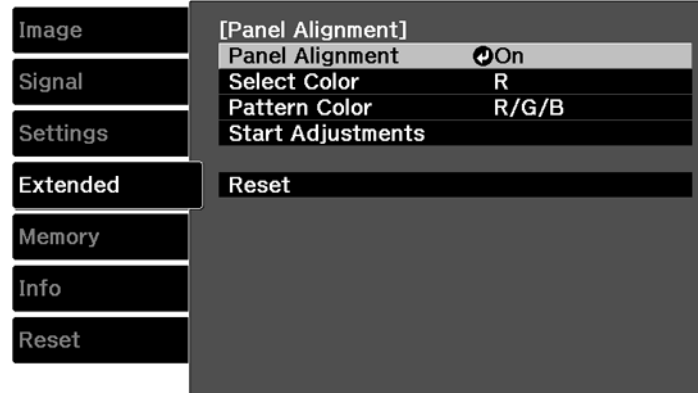 Image
Signal
Settings
Extended
Memory
Info
Reset
[Panel Alignment]
Panel Alignment On
Select Color R
Pattern Color R/G/B
Start Adjustments
Reset